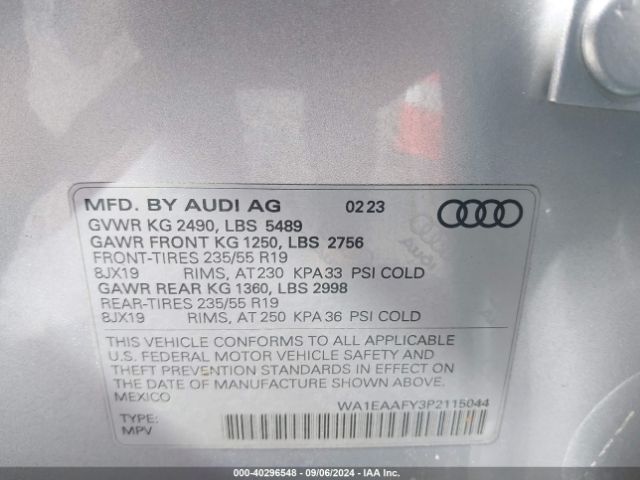 MFD. BY AUDI AG 02 23
GVWR KG 2490, LBS 5489
GAWR FRONT KG 1250, LBS 2756
FRONT-TIRES 235/55 R19
8JX19 RIMS, AT 230 KPA 33 PSI COLD
GAWR REAR KG 1360, LBS 2998
REAR-TIRES 235/55 R19
8JX19 RIMS, AT 250 KPA 36 PSI COLD
THIS VEHICLE CONFORMS TO ALL APPLICABLE
U.S. FEDERAL MOTOR VEHICLE SAFETY AND
THEFT PREVENTION STANDARDS IN EFFECT ON
THE DATE OF MANUFACTURE SHOWN ABOVE.
MEXICO
WA1EAAFY3P2115044
TYPE:
MPV
000-40296548 - 09/06/2024 - IAA Inc.